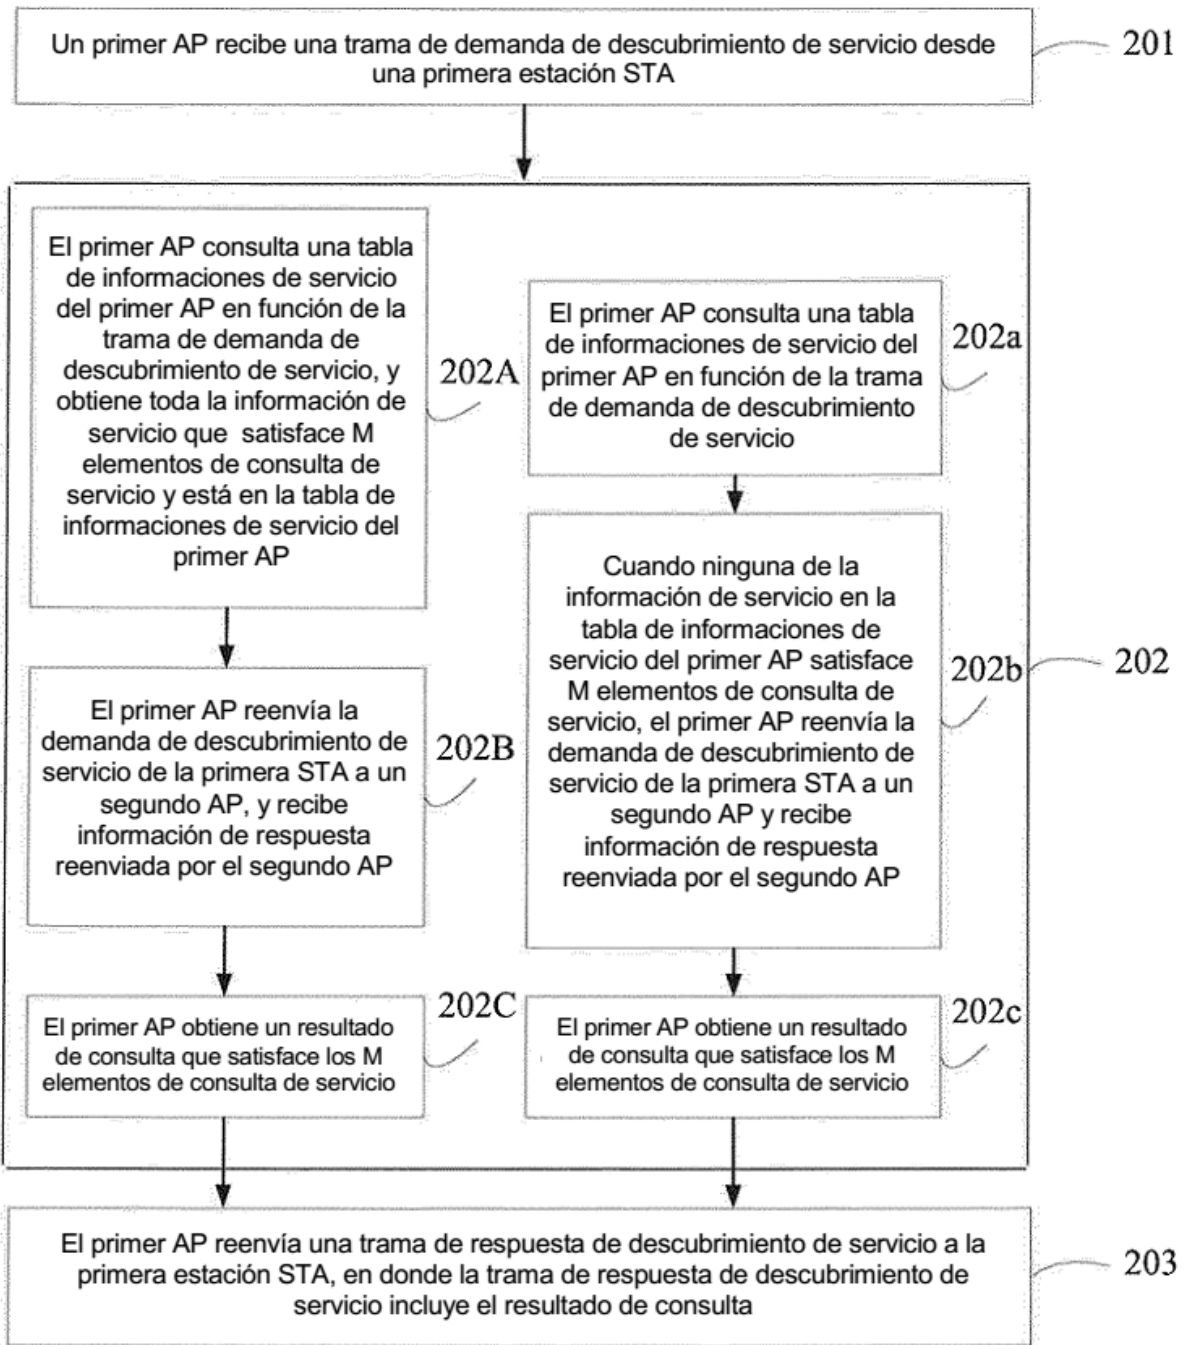 Un primer AP recibe una trama de demanda de descubrimiento de servicio desde
una primera estación STA
201
El primer AP consulta una tabla
de informaciones de servicio
del primer AP en función de la
trama de demanda de
descubrimiento de servicio, y
obtiene toda la información de
servicio que satisface M
elementos de consulta de
servicio y está en la tabla de
informaciones de servicio del
primer AP
202A
El primer AP reenvía la
demanda de descubrimiento de
servicio de la primera STA a un
segundo AP, y recibe
información de respuesta
reenviada por el segundo AP
202B
El primer AP obtiene un resultado
de consulta que satisface los M
elementos de consulta de servicio
202C
El primer AP consulta una tabla
de informaciones de servicio del
primer AP en función de la trama
de demanda de descubrimiento
de servicio
202a
Cuando ninguna de la
información de servicio en la
tabla de informaciones de
servicio del primer AP satisface
M elementos de consulta de
servicio, el primer AP reenvía la
demanda de descubrimiento de
servicio de la primera STA a un
segundo AP y recibe
información de respuesta
reenviada por el segundo AP
202b
El primer AP obtiene un resultado
de consulta que satisface los M
elementos de consulta de servicio
202c
202
El primer AP reenvía una trama de respuesta de descubrimiento de servicio a la
primera estación STA, en donde la trama de respuesta de descubrimiento de
servicio incluye el resultado de consulta
203